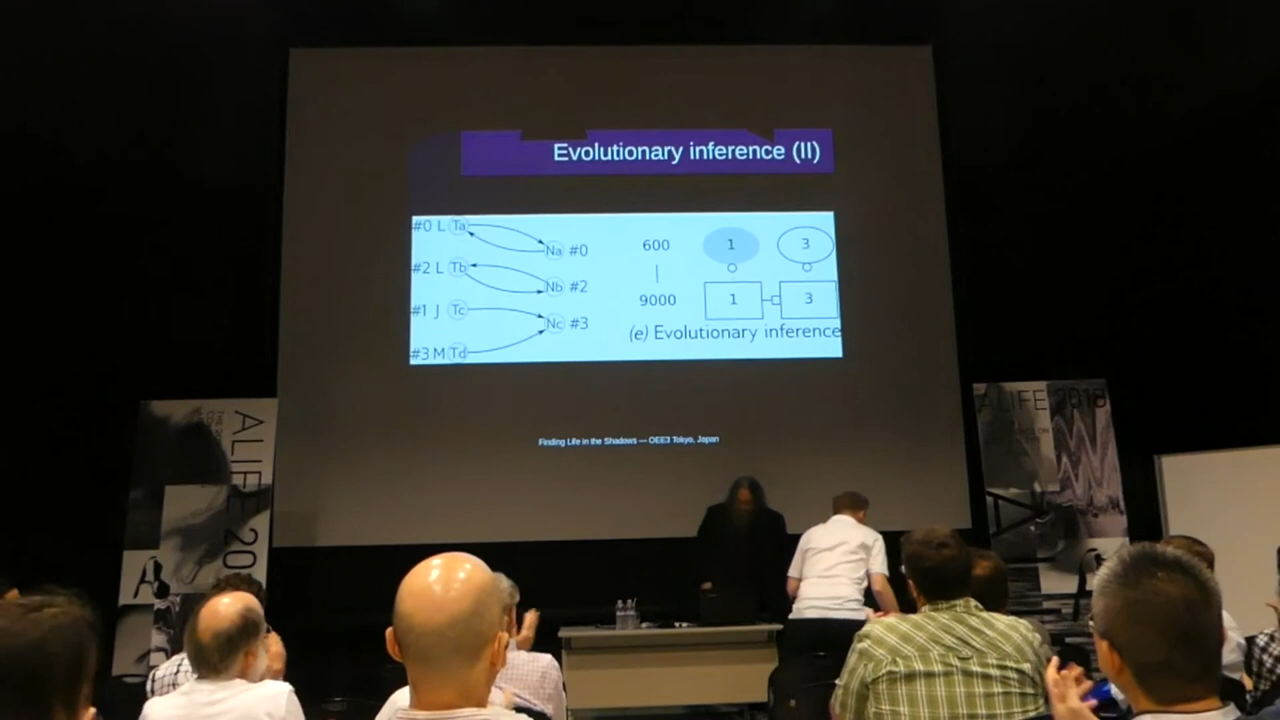 Evolutionary inference (II)
#0 L Ta
Na #0
#2 L Tb
Nb #2
#1 J Tc
Nc #3
#3 M Td
600
1
3
9000
1
3
(e) Evolutionary inference
Finding Life in the Shadows — OEE3 Tokyo, Japan
ALIFE 20
ALIFE 2018